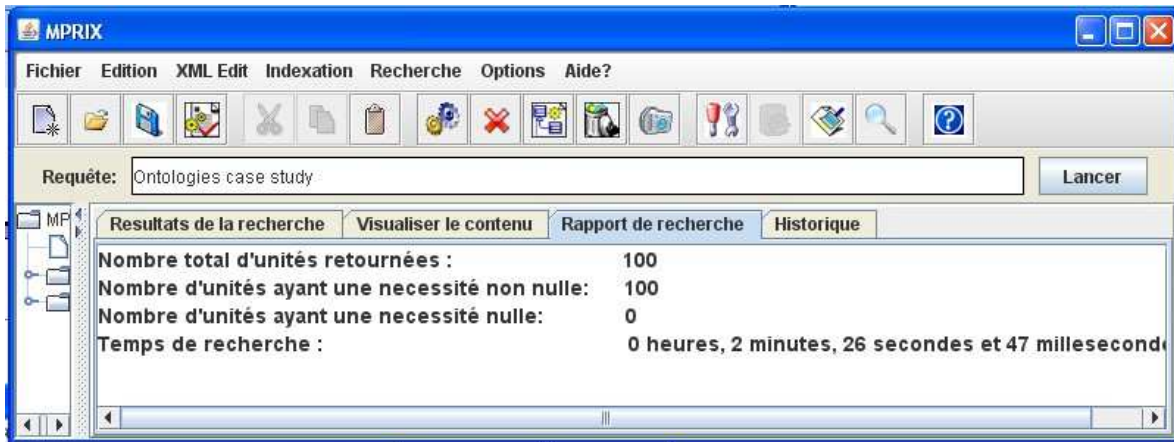 MPRIX
Fichier Edition XML Edit Indexation Recherche Options Aide?
Requête: Ontologies case study Lancer
MP Resultats de la recherche Visualiser le contenu Rapport de recherche Historique
Nombre total d'unités retournées : 100
Nombre d'unités ayant une necessité non nulle: 100
Nombre d'unités ayant une necessité nulle: 0
Temps de recherche : 0 heures, 2 minutes, 26 secondes et 47 millesecond